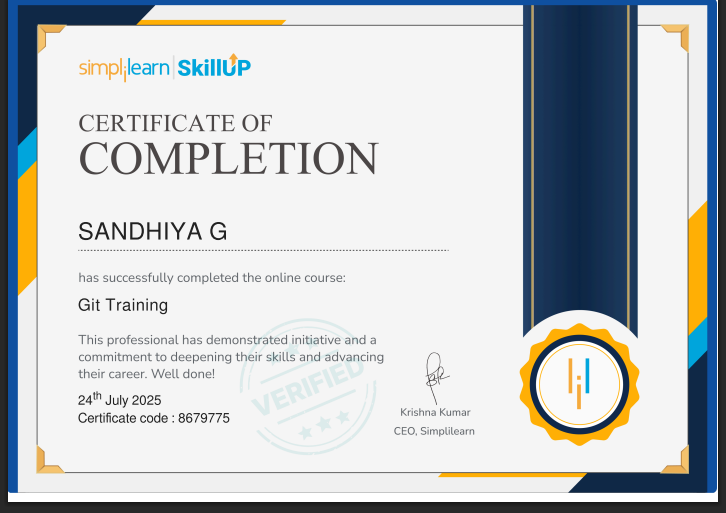 simplilearn | SkillUP
CERTIFICATE OF
COMPLETION
SANDHIYA G
has successfully completed the online course:
Git Training
This professional has demonstrated initiative and a
commitment to deepening their skills and advancing
their career. Well done!
VERIFIED
24th July 2025
Certificate code : 8679775
Krishna Kumar
CEO, Simplilearn